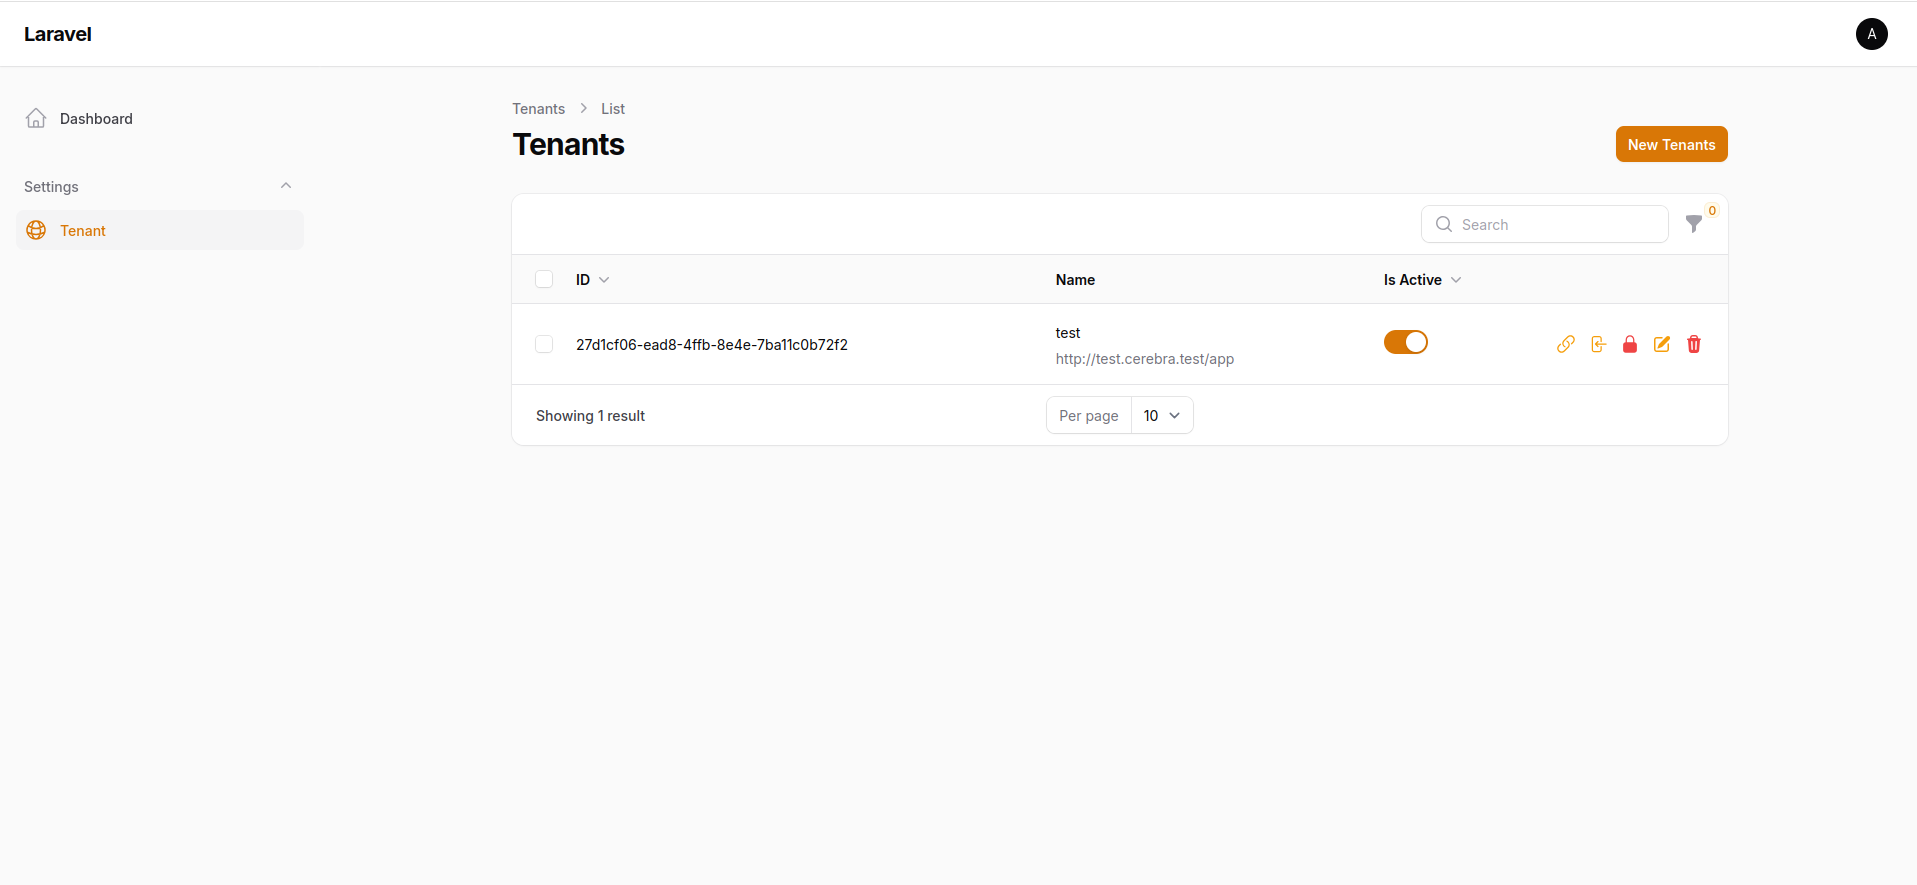 Laravel
A
Dashboard
Settings
Tenant
Tenants > List
Tenants
New Tenants
Search
0
ID Name Is Active
27d1cf06-ead8-4ffb-8e4e-7ba11c0b72f2
test
http://test.cerebra.test/app
Showing 1 result
Per page 10